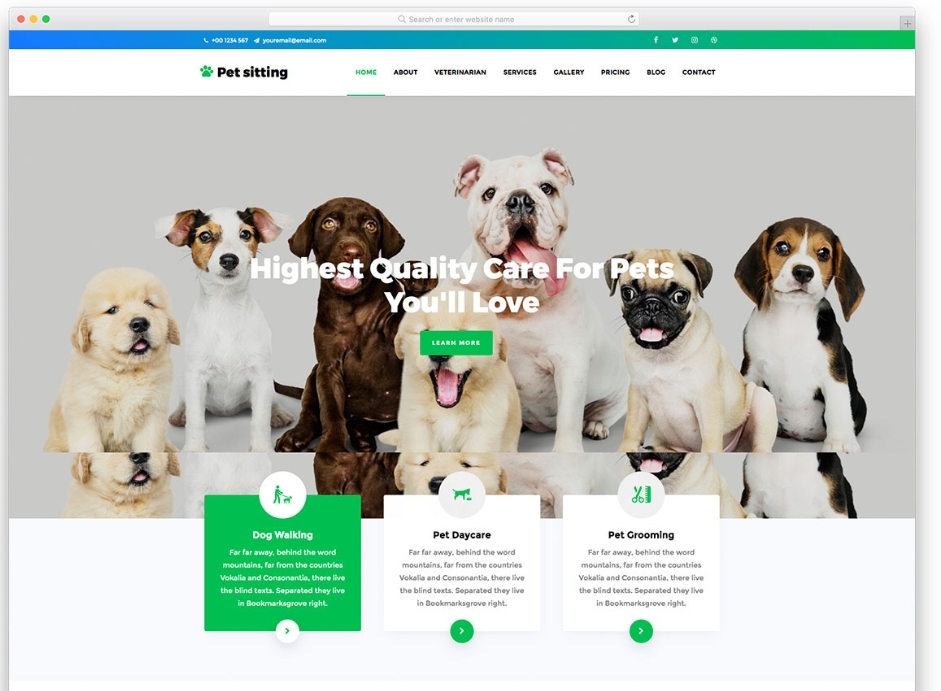 Search or enter website name
+00 1234 567 youremail@email.com
Pet sitting
HOME ABOUT VETERINARIAN SERVICES GALLERY PRICING BLOG CONTACT
Highest Quality Care For Pets
You'll Love
LEARN MORE
Dog Walking
Far far away, behind the word
mountains, far from the countries
Vokalia and Consonantia, there live
the blind texts. Separated they live
in Bookmarksgrove right.
Pet Daycare
Far far away, behind the word
mountains, far from the countries
Vokalia and Consonantia, there live
the blind texts. Separated they live
in Bookmarksgrove right.
Pet Grooming
Far far away, behind the word
mountains, far from the countries
Vokalia and Consonantia, there live
the blind texts. Separated they live
in Bookmarksgrove right.